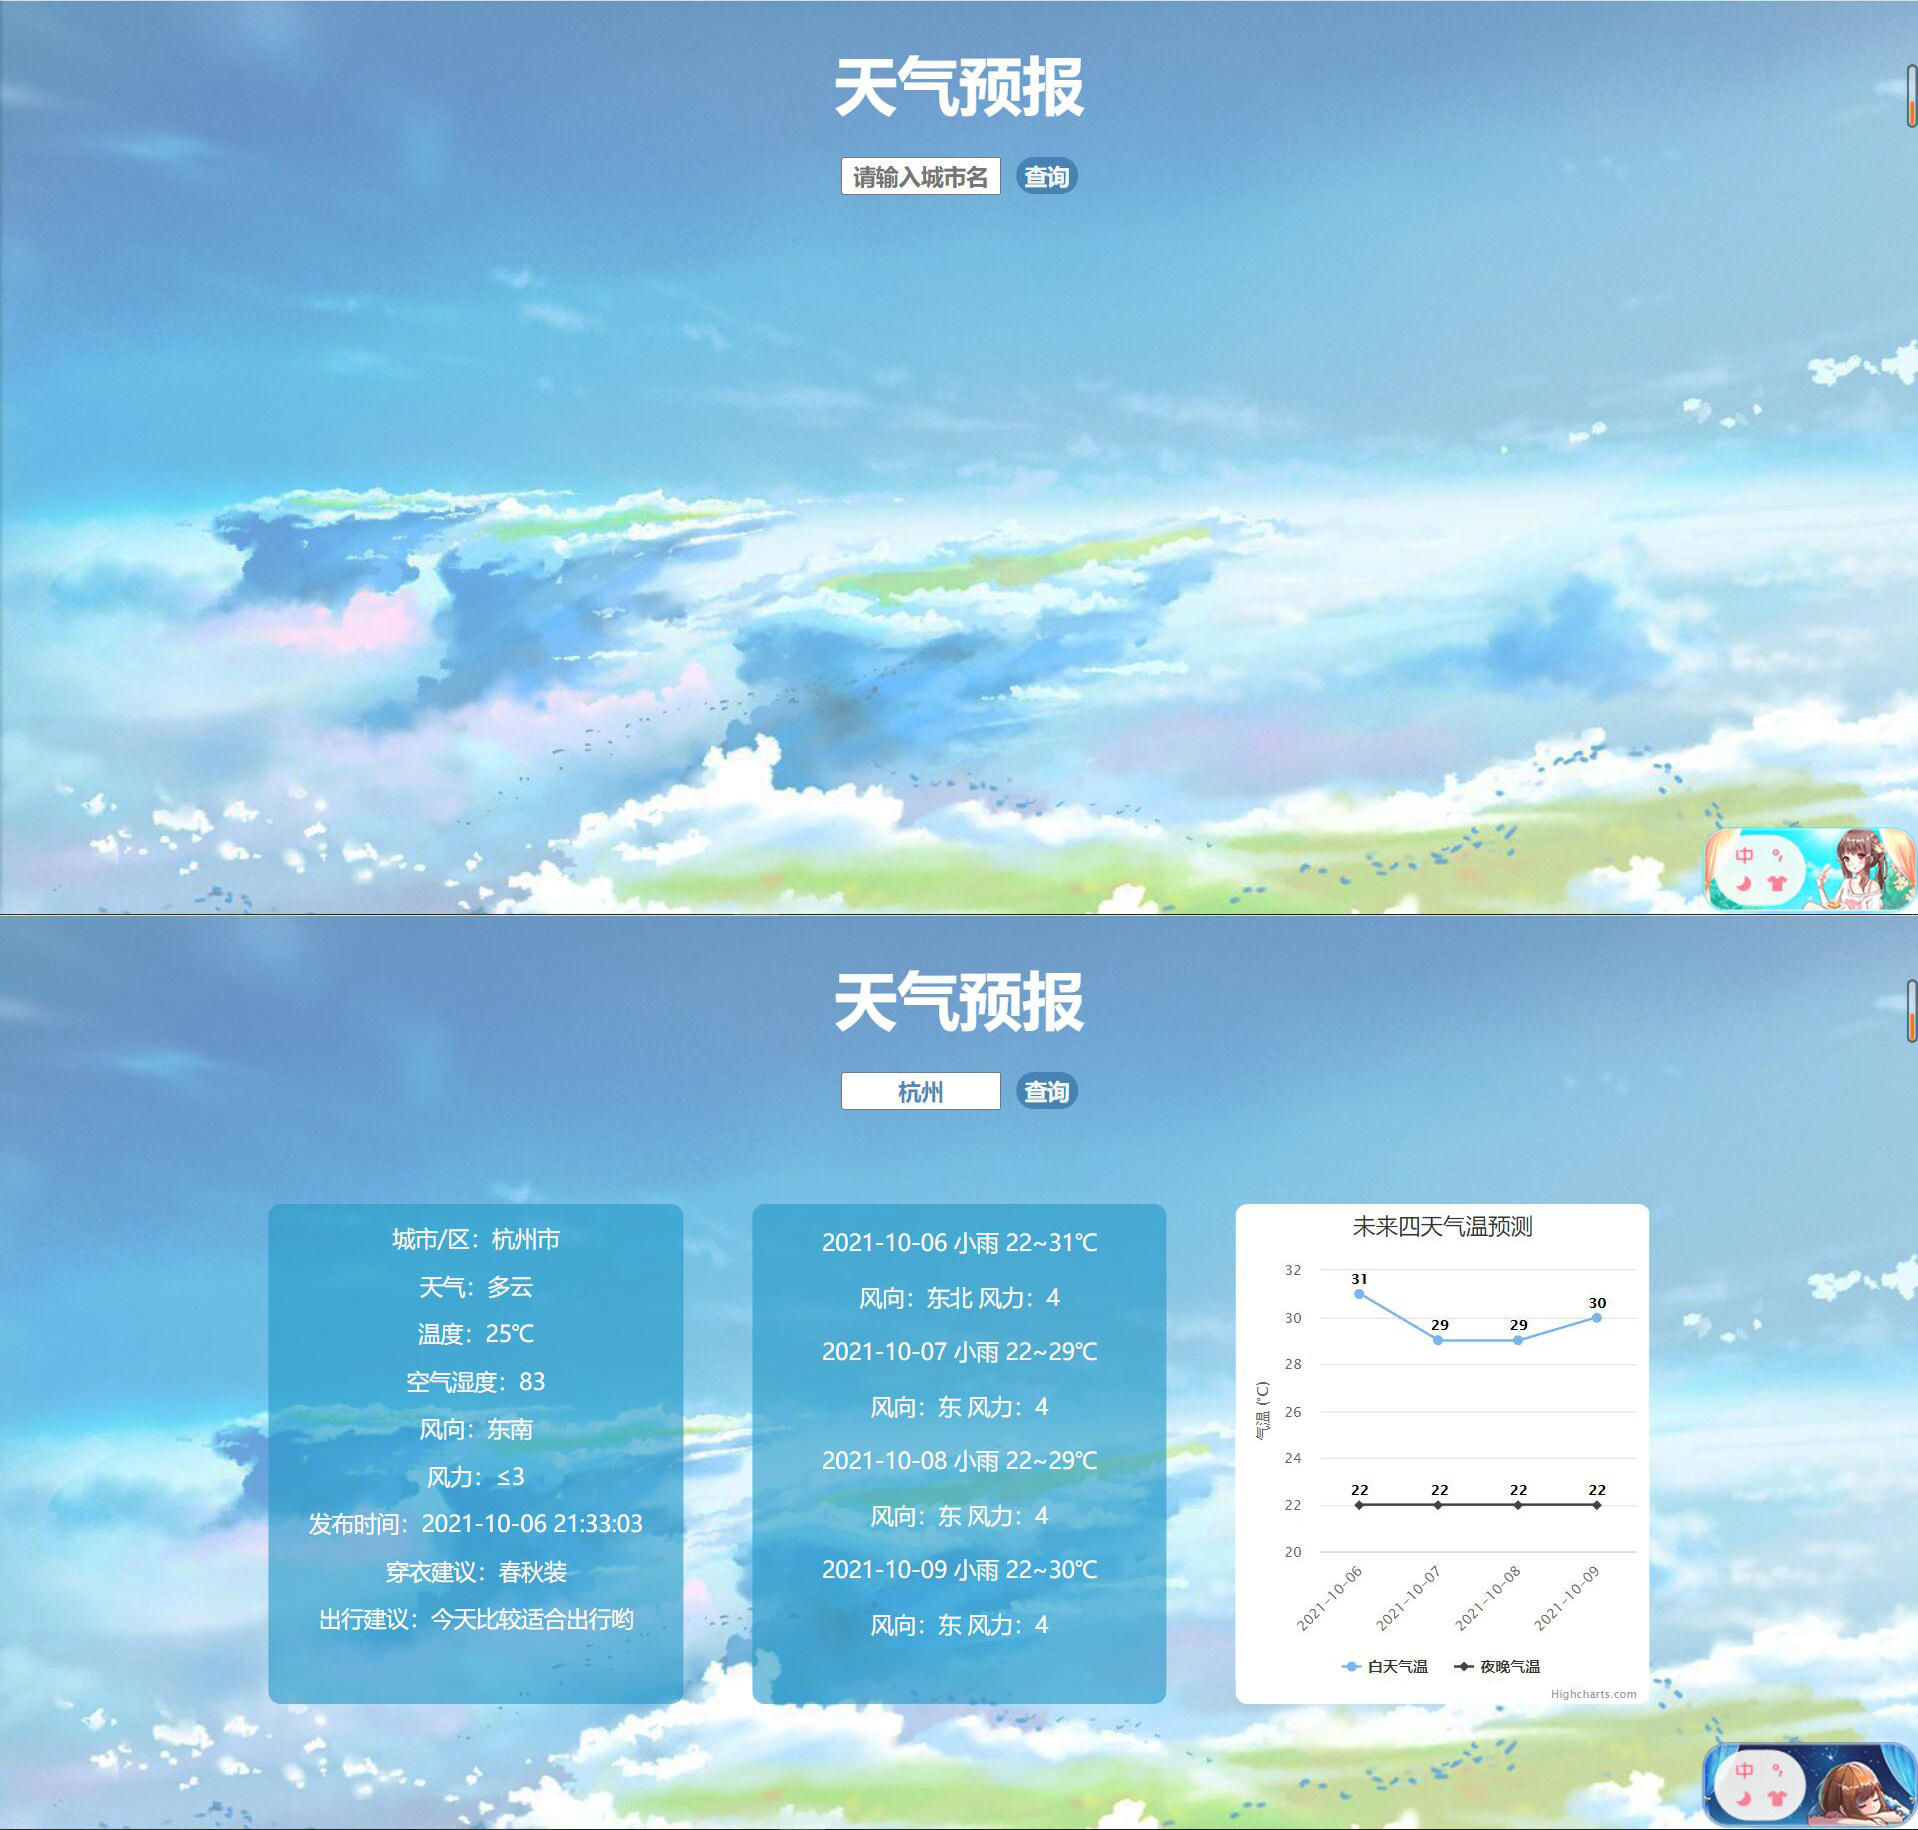 天气预报
请输入城市名 查询
中
天气预报
杭州 查询
城市/区：杭州市
天气：多云
温度：25℃
空气湿度：83
风向：东南
风力：≤3
发布时间：2021-10-06 21:33:03
穿衣建议：春秋装
出行建议：今天比较适合出行哟
2021-10-06 小雨 22~31℃
风向：东北 风力：4
2021-10-07 小雨 22~29℃
风向：东 风力：4
2021-10-08 小雨 22~29℃
风向：东 风力：4
2021-10-09 小雨 22~30℃
风向：东 风力：4
未来四天气温预测
气温 (°C)
32
30
28
26
24
22
20
31
29
29
30
22
22
22
22
2021-10-06
2021-10-07
2021-10-08
2021-10-09
白天气温
夜晚气温
Highcharts.com
中